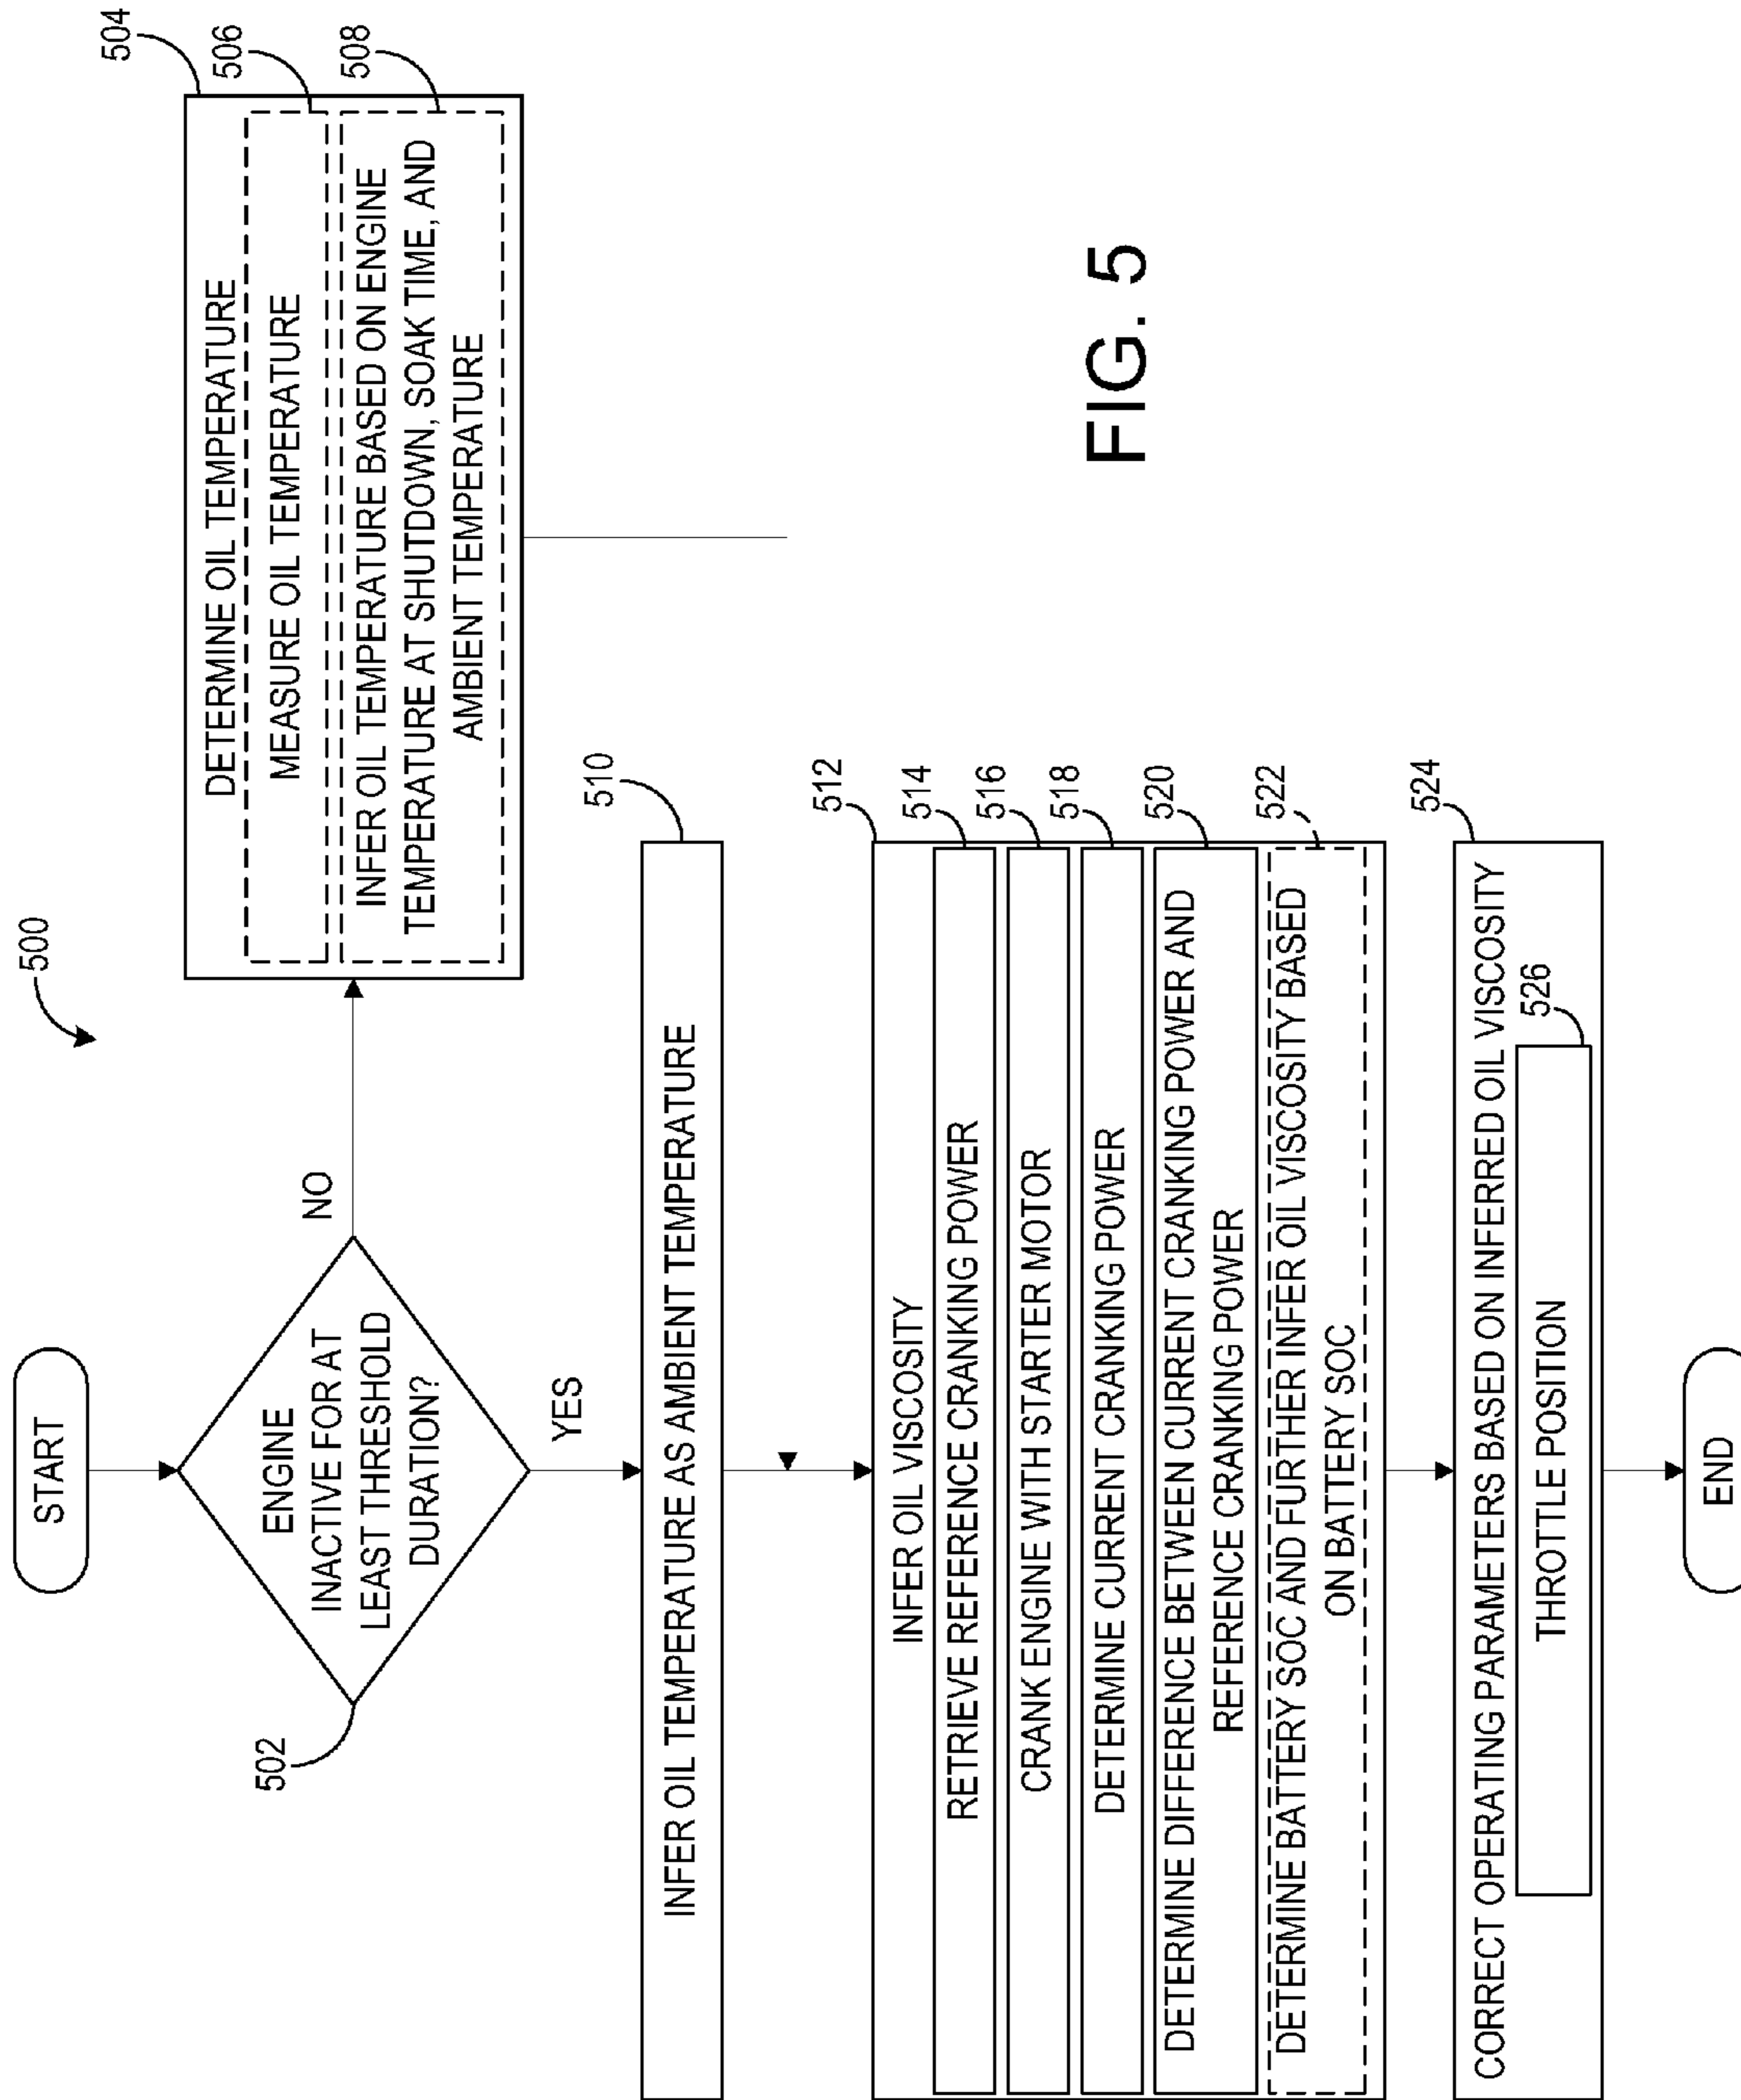 500
START
502
ENGINE
INACTIVE FOR AT
LEAST THRESHOLD
DURATION?
NO
YES
504
DETERMINE OIL TEMPERATURE
506
MEASURE OIL TEMPERATURE
508
INFER OIL TEMPERATURE BASED ON ENGINE
TEMPERATURE AT SHUTDOWN, SOAK TIME, AND
AMBIENT TEMPERATURE
510
INFER OIL TEMPERATURE AS AMBIENT TEMPERATURE
512
INFER OIL VISCOSITY
514
RETRIEVE REFERENCE CRANKING POWER
516
CRANK ENGINE WITH STARTER MOTOR
518
DETERMINE CURRENT CRANKING POWER
520
DETERMINE DIFFERENCE BETWEEN CURRENT CRANKING POWER AND
REFERENCE CRANKING POWER
522
DETERMINE BATTERY SOC AND FURTHER INFER OIL VISCOSITY BASED
ON BATTERY SOC
524
CORRECT OPERATING PARAMETERS BASED ON INFERRED OIL VISCOSITY
526
THROTTLE POSITION
END
FIG. 5